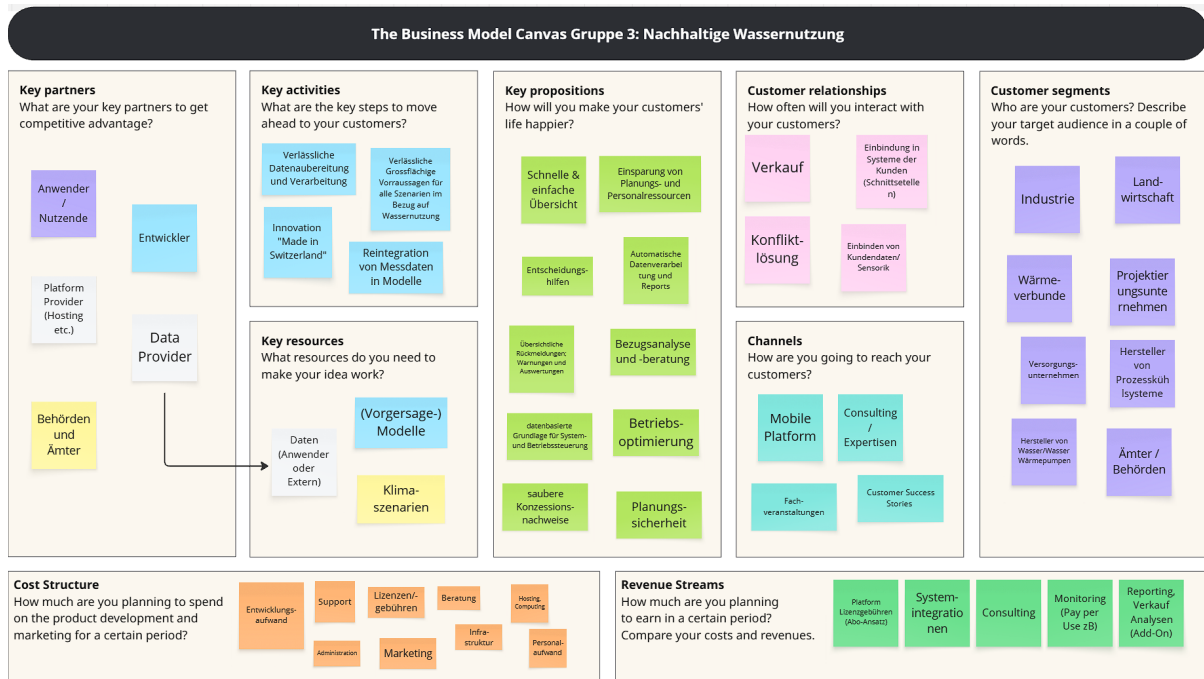 The Business Model Canvas Gruppe 3: Nachhaltige Wassernutzung
Key partners
What are your key partners to get
competitive advantage?
Anwender
/
Nutzende
Entwickler
Platform
Provider
(Hosting
etc.)
Data
Provider
Behörden
und
Ämter
Key activities
What are the key steps to move
ahead to your customers?
Verlässliche
Datenaubereitung
und Verarbeitung
Verlässliche
Grossflächige
Vorraussagen für
alle Szenarien im
Bezug auf
Wassernutzung
Innovation
"Made in
Switzerland"
Reintegration
von Messdaten
in Modelle
Key resources
What resources do you need to
make your idea work?
Daten
(Anwender
oder
Extern)
(Vorgersage-)
Modelle
Klima-
szenarien
Key propositions
How will you make your customers'
life happier?
Schnelle &
einfache
Übersicht
Einsparung von
Planungs- und
Personalressourcen
Entscheidungs-
hilfen
Automatische
Datenverarbei
tung und
Reports
Übersichtliche
Rückmeldungen:
Warnungen und
Auswertungen
Bezugsanalyse
und -beratung
datenbasierte
Grundlage für System-
und Betriebssteuerung
Betriebs-
optimierung
saubere
Konzessions-
nachweise
Planungs-
sicherheit
Customer relationships
How often will you interact with
your customers?
Verkauf
Einbindung in
Systeme der
Kunden
(Schnittstelle
n)
Konflikt-
lösung
Einbinden von
Kundendaten/
Sensorik
Channels
How are you going to reach your
customers?
Mobile
Platform
Consulting
/
Expertisen
Fach-
veranstaltungen
Customer Success
Stories
Customer segments
Who are your customers? Describe
your target audience in a couple of
words.
Industrie
Land-
wirtschaft
Wärme-
verbunde
Projektier
ungsunte
rnehmen
Versorgungs-
unternehmen
Hersteller
von
Prozesskü
hlsysteme
Hersteller von
Wasser/Wasser
Wärmepumpen
Ämter /
Behörden
Cost Structure
How much are you planning to spend
on the product development and
marketing for a certain period?
Entwicklungs-
aufwand
Support
Lizenzen/-
gebühren
Beratung
Hosting,
Computing
Administration
Marketing
Infra-
struktur
Personal-
aufwand
Revenue Streams
How much are you planning
to earn in a certain period?
Compare your costs and revenues.
Platform
Lizenzgebühren
(Abo-Ansatz)
System-
integratio
nen
Consulting
Monitoring
(Pay per
Use zB)
Reporting,
Verkauf
Analysen
(Add-On)